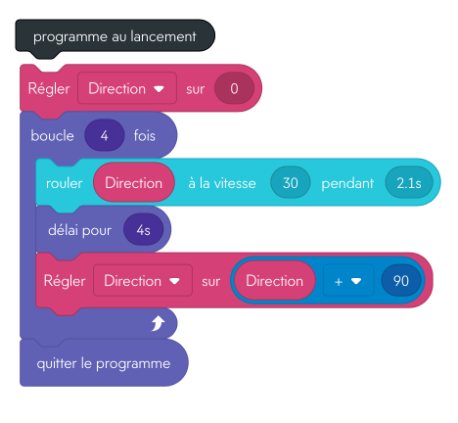 programme au lancement
Régler Direction sur 0
boucle 4 fois
rouler Direction à la vitesse 30 pendant 2.1s
délai pour 4s
Régler Direction sur Direction + 90
quitter le programme